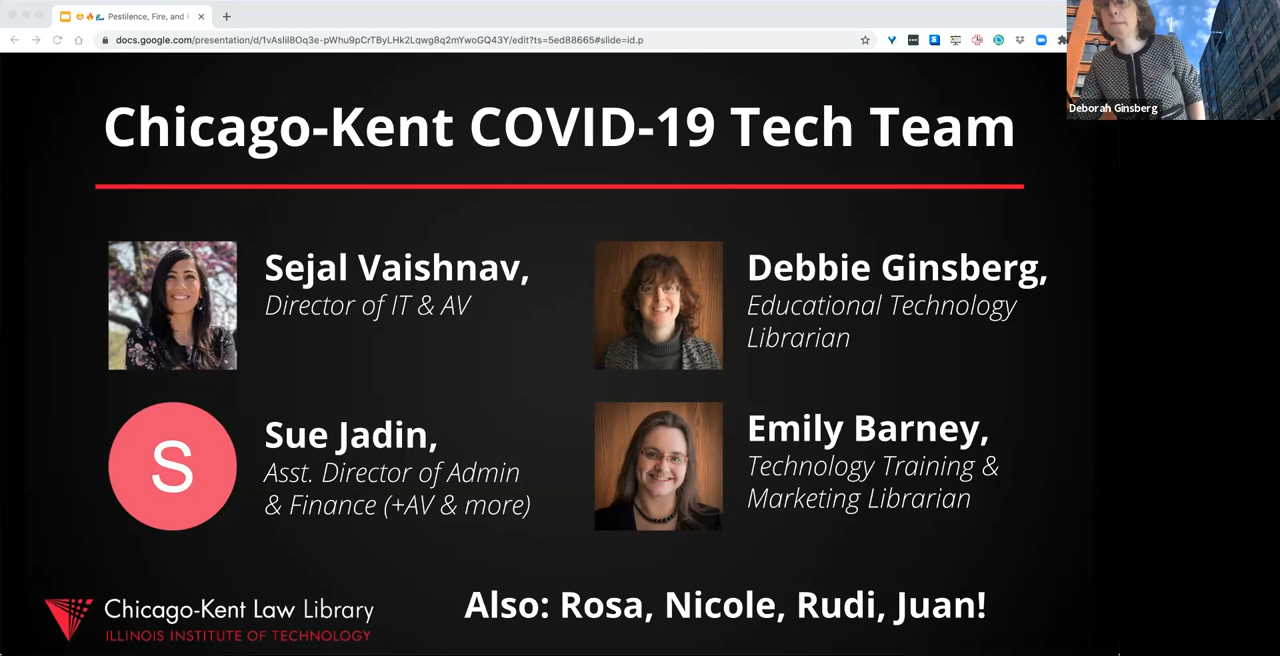 Pestilence, Fire, and
docs.google.com/presentation/d/1vAsIiI8Oq3e-pWhu9pCrTByLHk2Lqwg8q2mYwoGQ43Y/edit?ts=5ed88665#slide=id.p
Deborah Ginsberg
Chicago-Kent COVID-19 Tech Team
Sejal Vaishnav,
Director of IT & AV
Debbie Ginsberg,
Educational Technology
Librarian
S
Sue Jadin,
Asst. Director of Admin
& Finance (+AV & more)
Emily Barney,
Technology Training &
Marketing Librarian
Also: Rosa, Nicole, Rudi, Juan!
Chicago-Kent Law Library
ILLINOIS INSTITUTE OF TECHNOLOGY